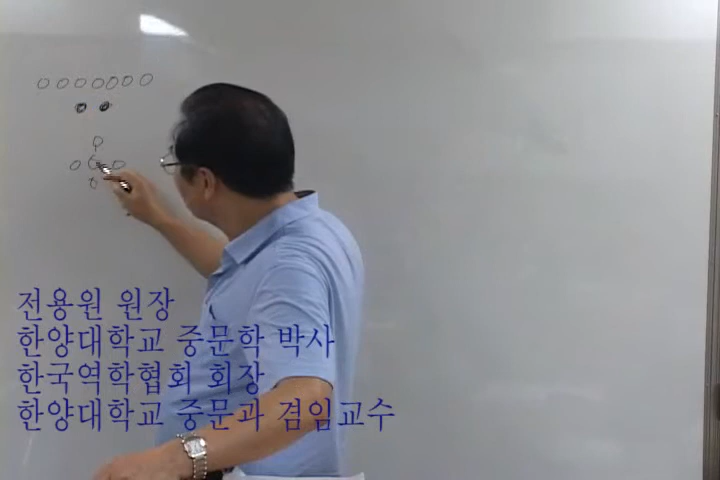 전용원 원장
한양대학교 중문학 박사
한국역학협회 회장
한양대학교 중문과 겸임교수